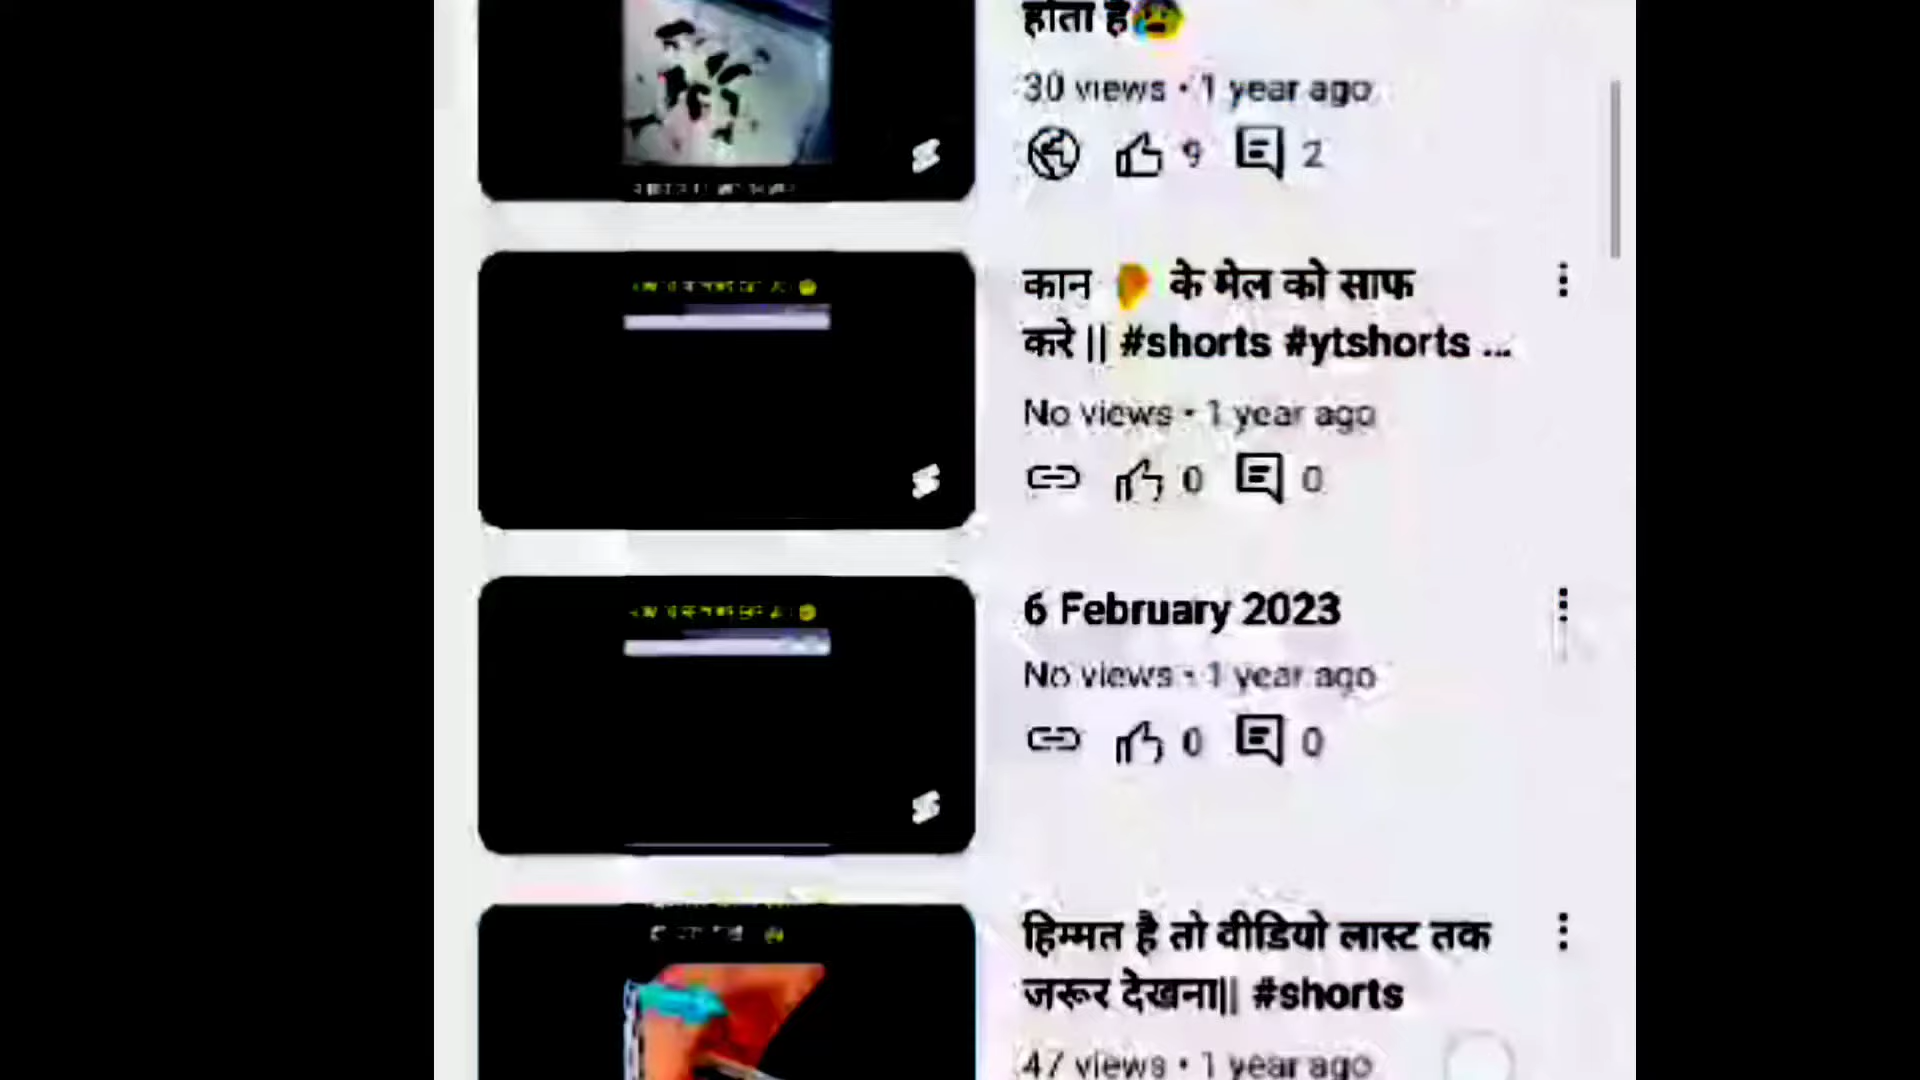 होता है😰
30 views • 1 year ago
9 2
कान 👂 के मेल को साफ
करे || #shorts #ytshorts ...
No views • 1 year ago
0 0
6 February 2023
No views • 1 year ago
0 0
हिम्मत है तो वीडियो लास्ट तक
जरूर देखना|| #shorts
47 views • 1 year ago